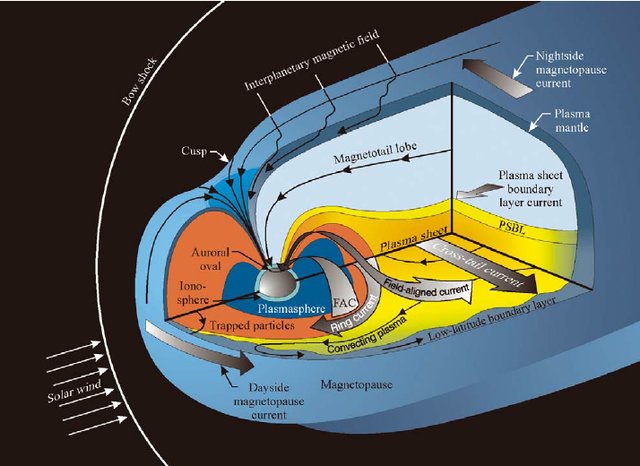 Bow shock
Interplanetary magnetic field
Nightside
magnetopause
current
Plasma
mantle
Cusp
Magnetotail lobe
Plasma sheet
boundary
layer current
PSBL
Plasma sheet
Cross-tail current
Auroral
oval
Iono-
sphere
Plasmasphere
FAC
Field-aligned current
Ring current
Trapped particles
Convecting plasma
Low-latitude boundary layer
Solar wind
Dayside
magnetopause
current
Magnetopause